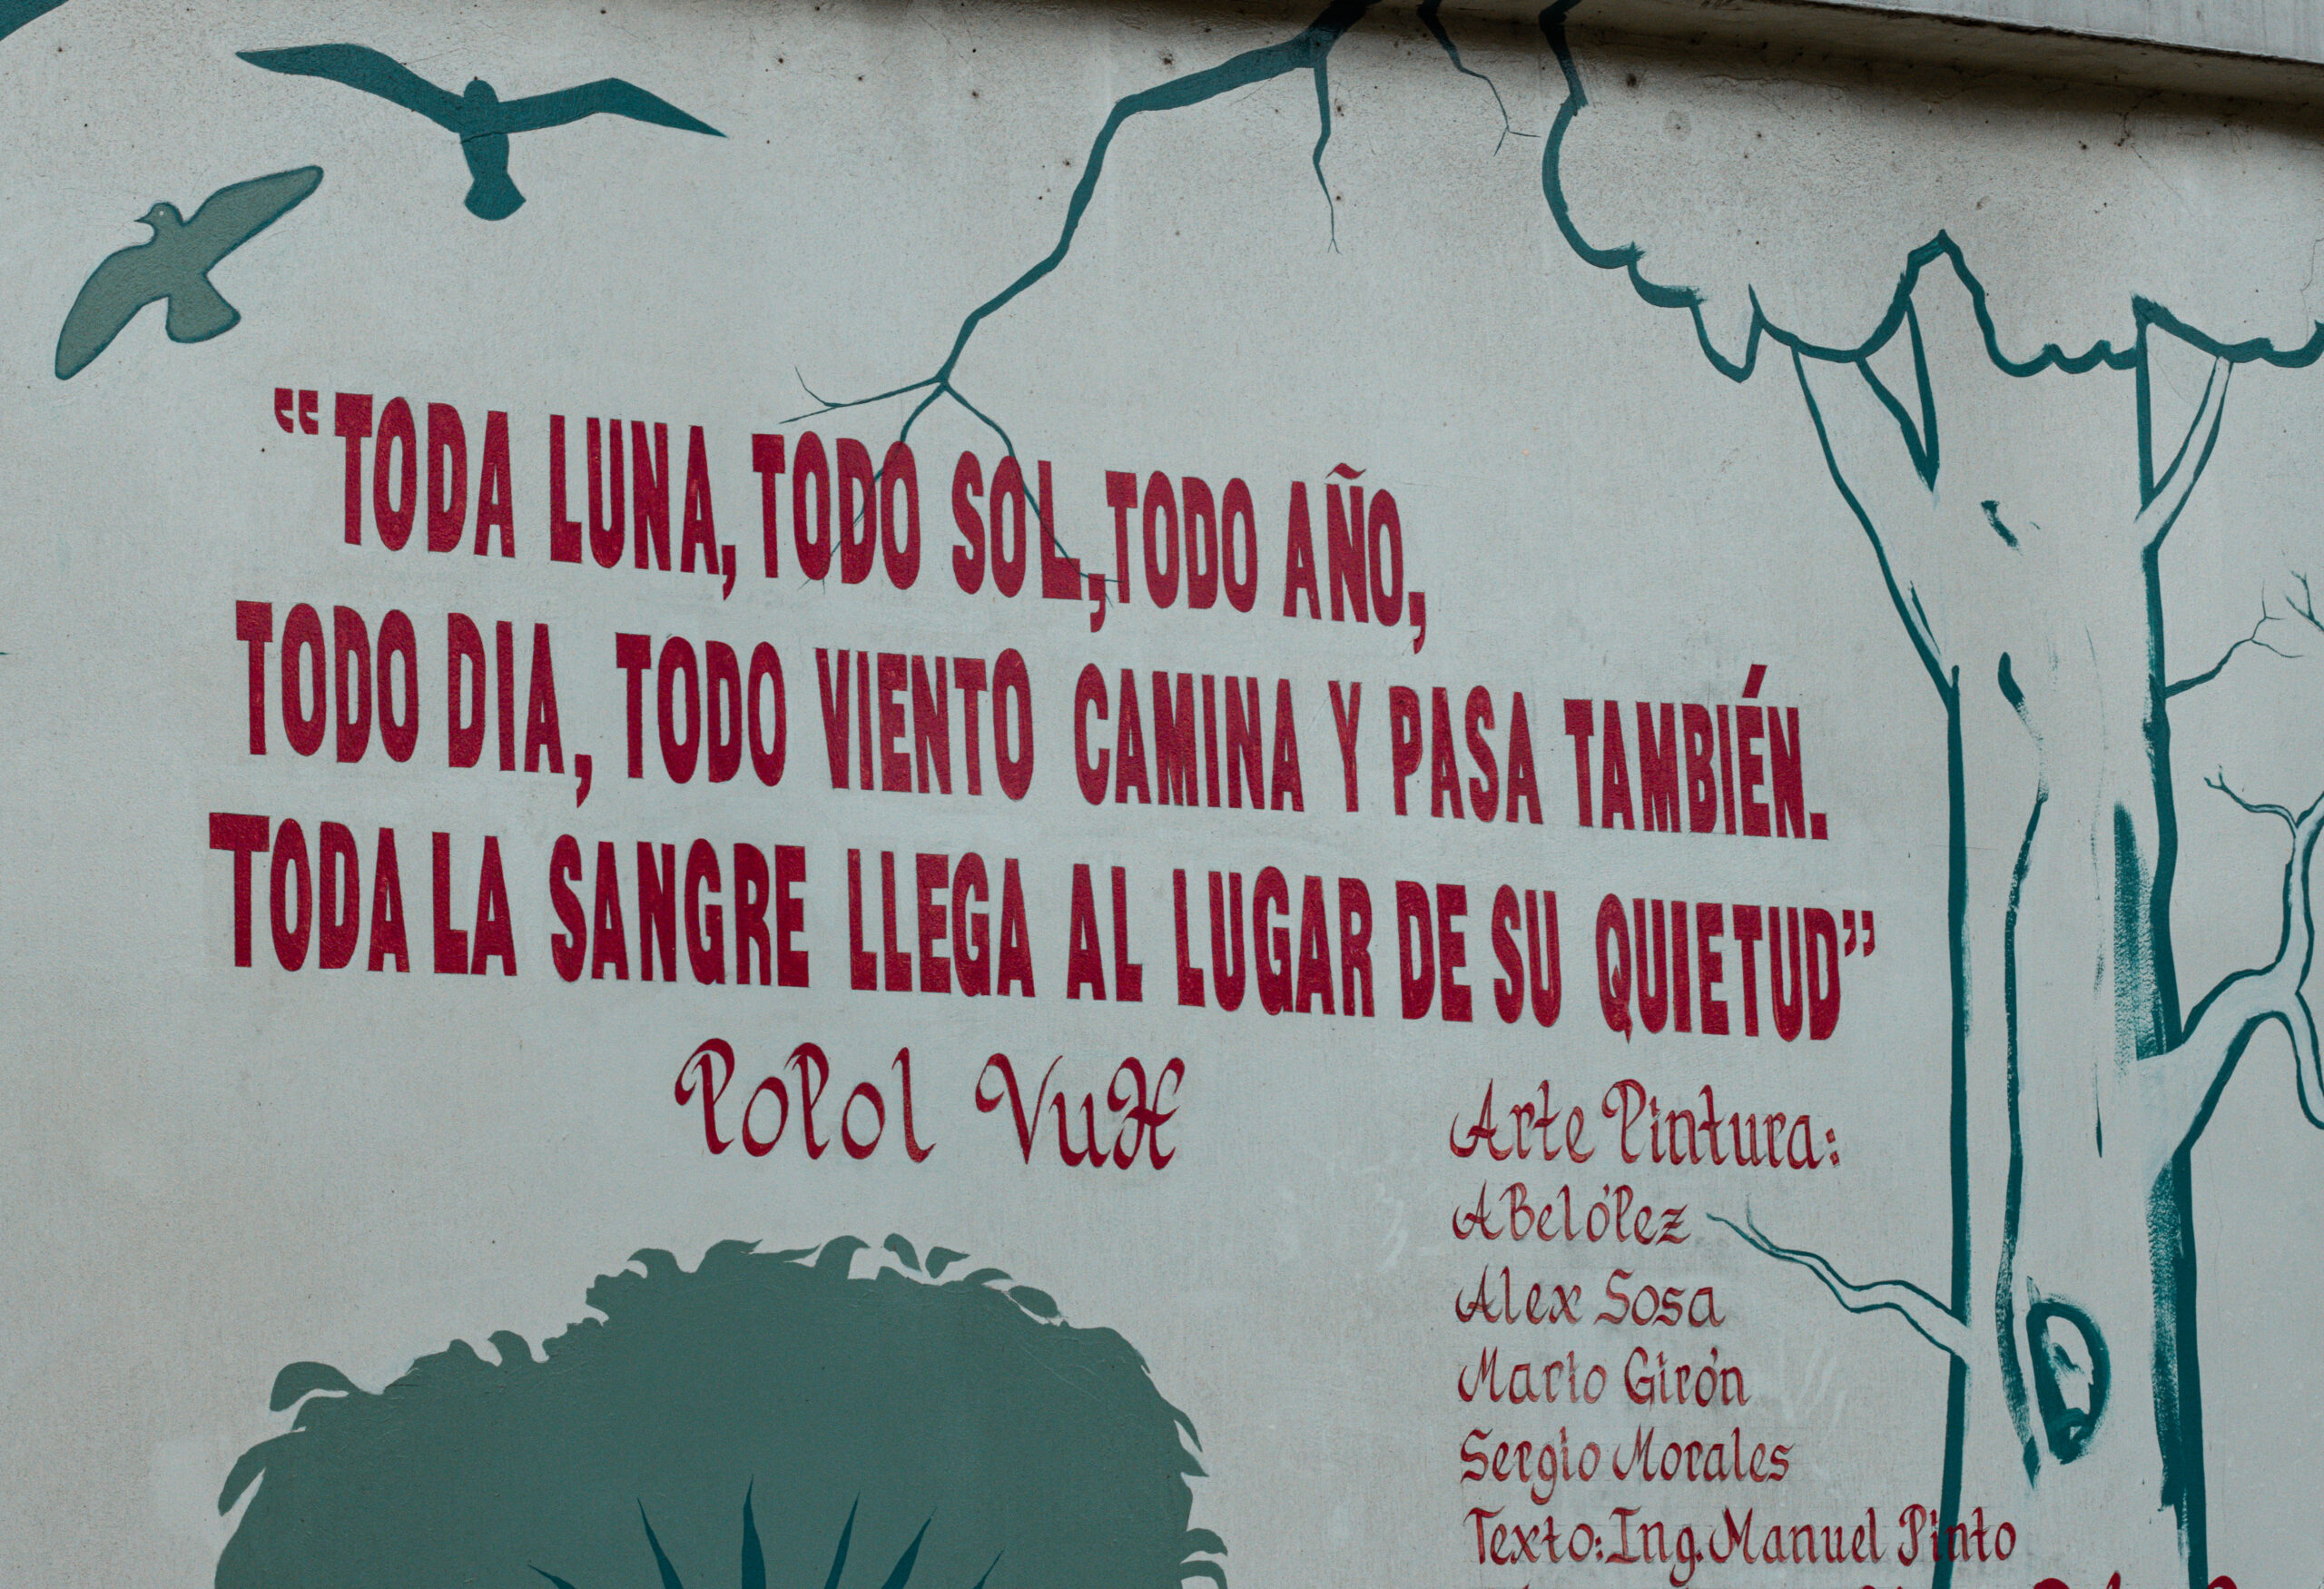 “TODA LUNA, TODO SOL, TODO AÑO,
TODO DIA, TODO VIENTO CAMINA Y PASA TAMBIÉN.
TODA LA SANGRE LLEGA AL LUGAR DE SU QUIETUD”
PoPol VuH
Arte Pintura:
ABelóPez
Alex Sosa
Mario Girón
Sergio Morales
Texto: Ing. Manuel Pinto